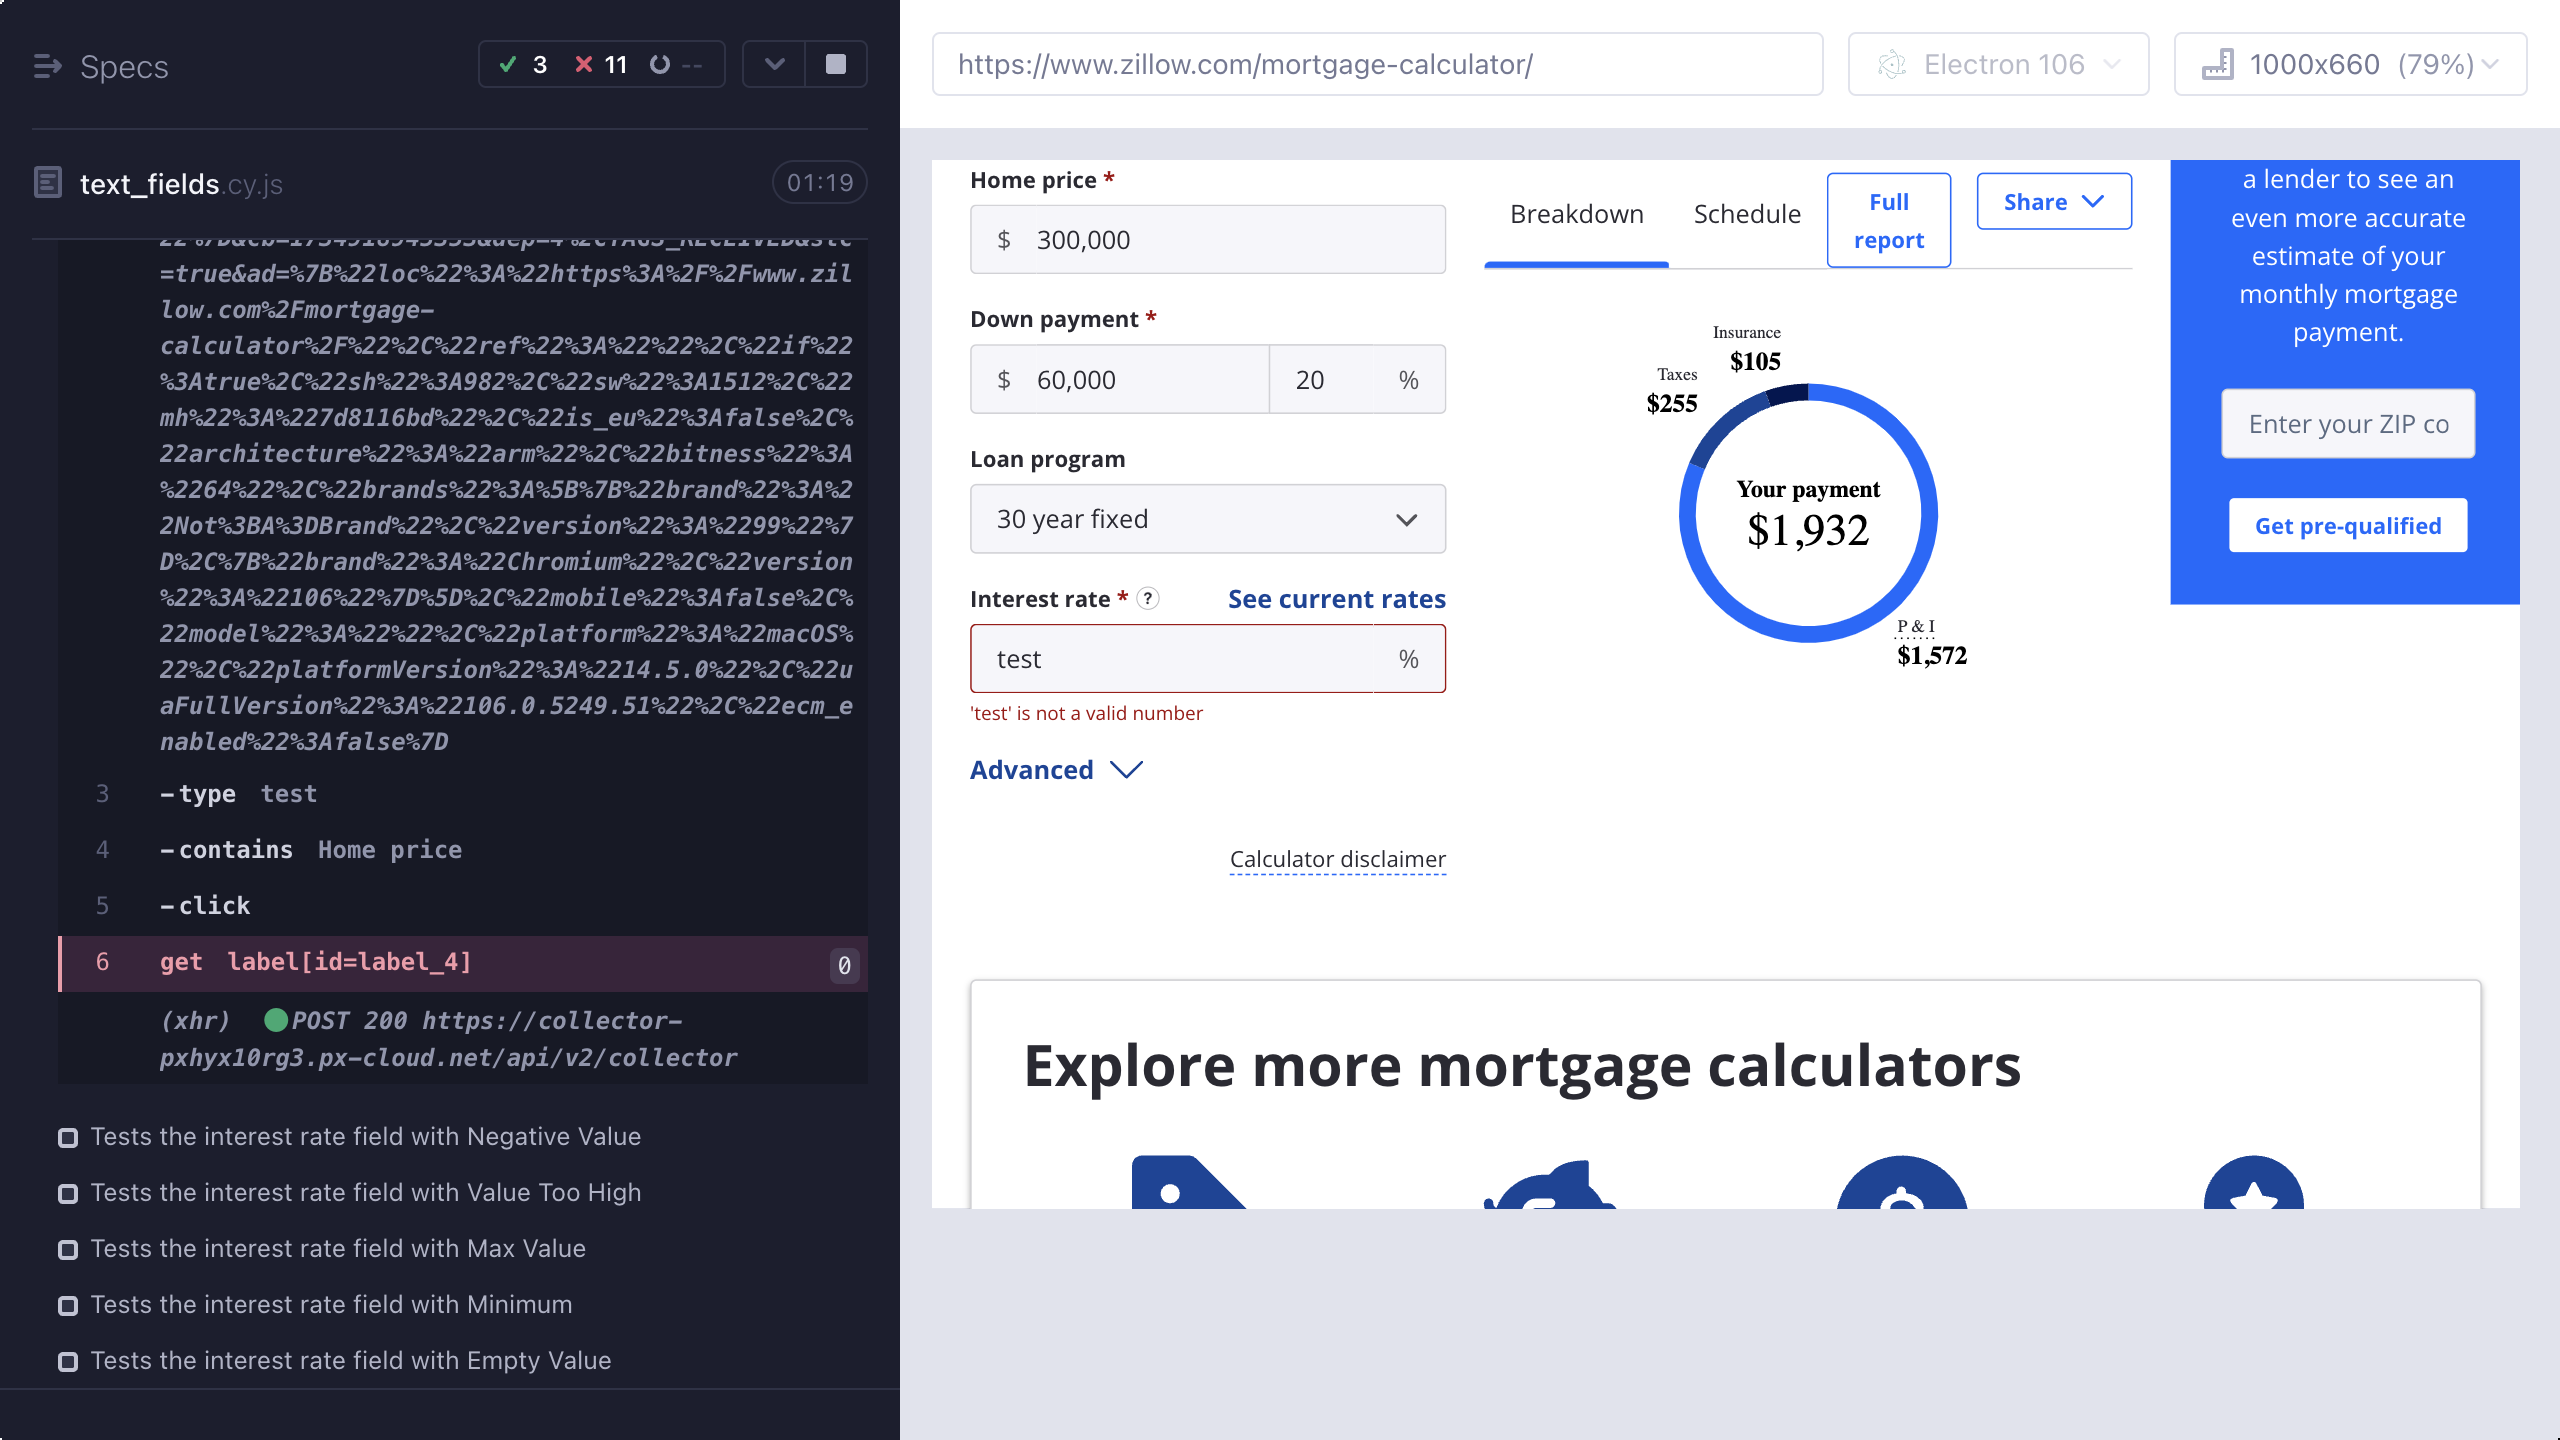 Specs
3 11 --
text_fields.cy.js
01:19
=true&ad=%7B%22loc%22%3A%22https%3A%2F%2Fwww.zil
low.com%2Fmortgage-
calculator%2F%22%2C%22ref%22%3A%22%22%2C%22if%22
%3Atrue%2C%22sh%22%3A982%2C%22sw%22%3A1512%2C%22
mh%22%3A%227d8116bd%22%2C%22is_eu%22%3Afalse%2C%
22architecture%22%3A%22arm%22%2C%22bitness%22%3A
%2264%22%2C%22brands%22%3A%5B%7B%22brand%22%3A%2
2Not%3BA%3DBrand%22%2C%22version%22%3A%2299%22%7
D%2C%7B%22brand%22%3A%22Chromium%22%2C%22version
%22%3A%22106%22%7D%5D%2C%22mobile%22%3Afalse%2C%
22model%22%3A%22%22%2C%22platform%22%3A%22macOS%
22%2C%22platformVersion%22%3A%2214.5.0%22%2C%22u
aFullVersion%22%3A%22106.0.5249.51%22%2C%22ecm_e
nabled%22%3Afalse%7D
3 -type test
4 -contains Home price
5 -click
6 get label[id=label_4] 0
(xhr) POST 200 https://collector-
pxhyx10rg3.px-cloud.net/api/v2/collector
Tests the interest rate field with Negative Value
Tests the interest rate field with Value Too High
Tests the interest rate field with Max Value
Tests the interest rate field with Minimum
Tests the interest rate field with Empty Value
https://www.zillow.com/mortgage-calculator/
Electron 106
1000x660 (79%)
Home price *
$ 300,000
Down payment *
$ 60,000 20 %
Loan program
30 year fixed
Interest rate * ? See current rates
test %
'test' is not a valid number
Advanced
Calculator disclaimer
Breakdown
Schedule
Full
report
Share
Insurance
$105
Taxes
$255
Your payment
$1,932
P & I
$1,572
a lender to see an
even more accurate
estimate of your
monthly mortgage
payment.
Enter your ZIP co
Get pre-qualified
Explore more mortgage calculators